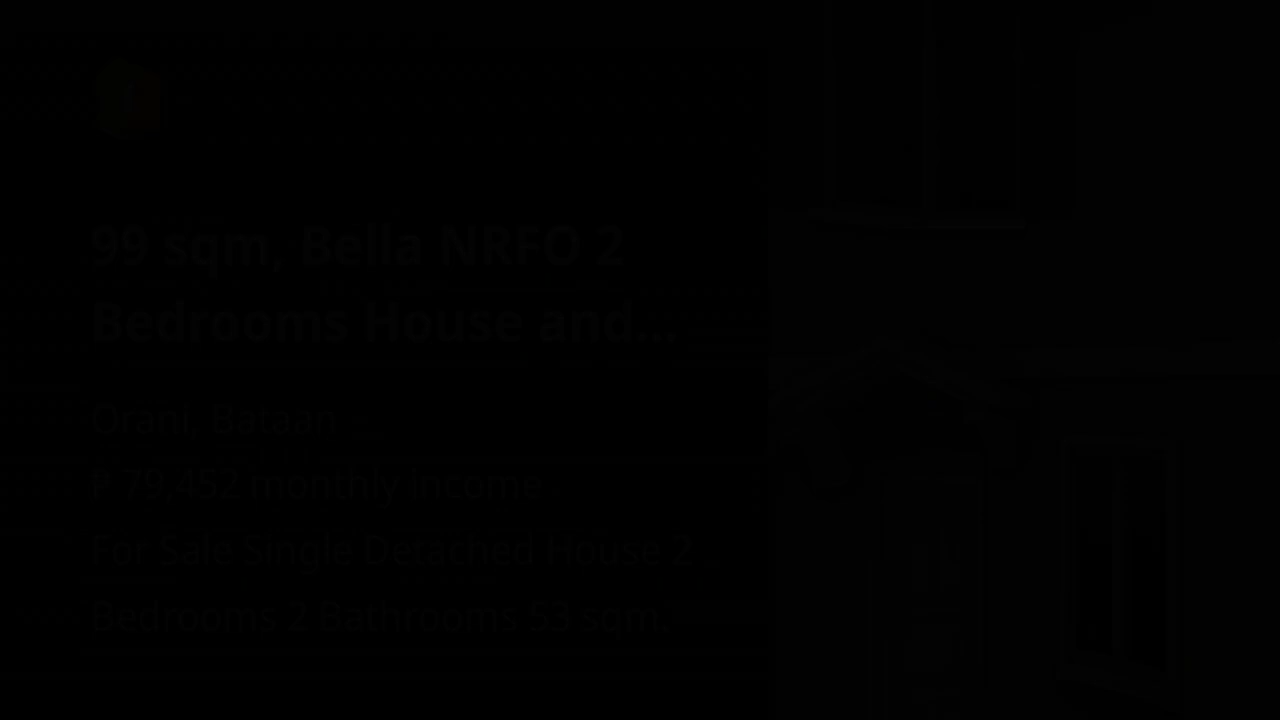 99 sqm, Bella NRFO 2
Bedrooms House and...
Orani, Bataan
₱ 79,452 monthly income
For Sale Single Detached House 2
Bedrooms 2 Bathrooms 53 sqm.